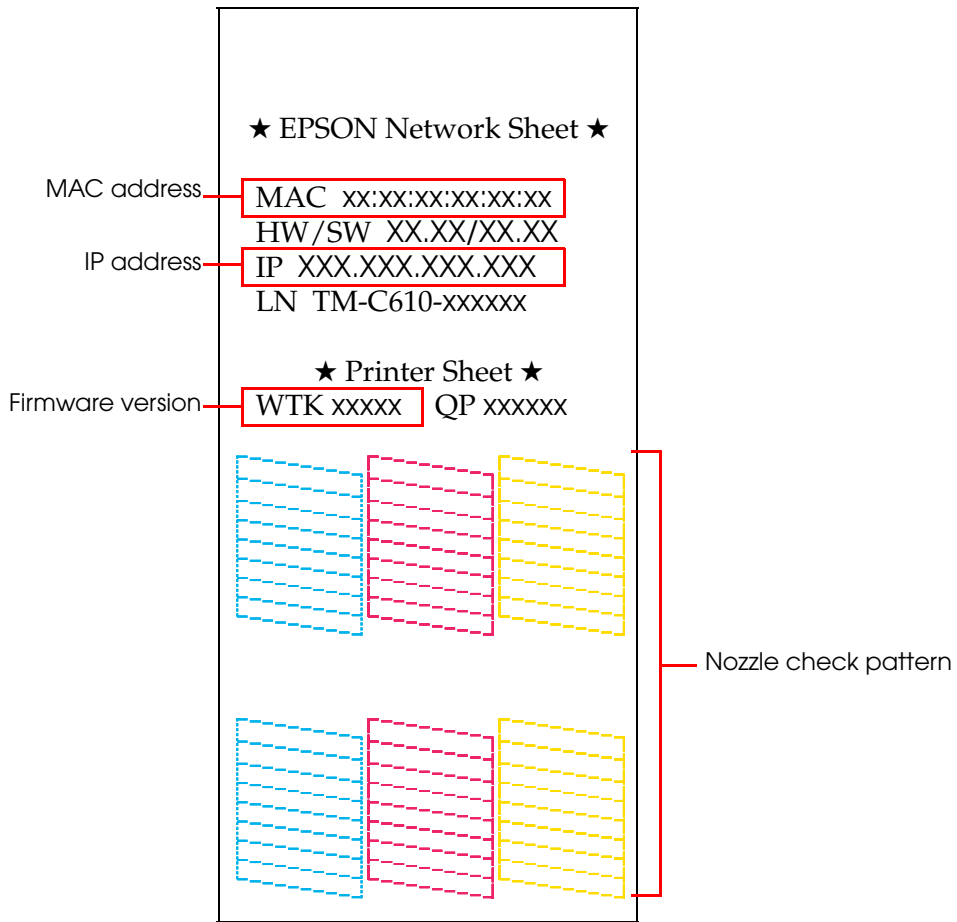 ★ EPSON Network Sheet ★
MAC address
MAC xx:xx:xx:xx:xx:xx
HW/SW XX.XX/XX.XX
IP address
IP XXX.XXX.XXX.XXX
LN TM-C610-xxxxxx
★ Printer Sheet ★
Firmware version
WTK xxxxx QP xxxxxx
Nozzle check pattern